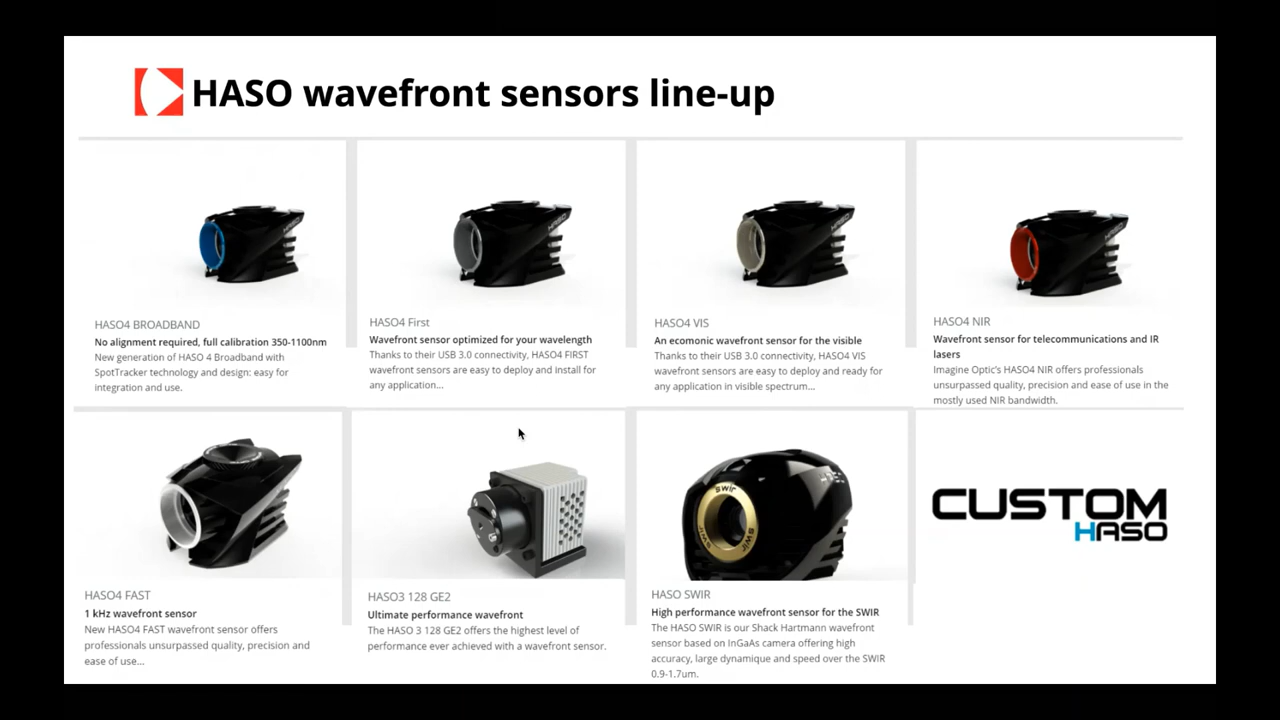 HASO wavefront sensors line-up
HASO4 BROADBAND
No alignment required, full calibration 350-1100nm
New generation of HASO 4 Broadband with
SpotTracker technology and design: easy for
integration and use.
HASO4 First
Wavefront sensor optimized for your wavelength
Thanks to their USB 3.0 connectivity, HASO4 FIRST
wavefront sensors are easy to deploy and install for
any application...
HASO4 VIS
An ecomonic wavefront sensor for the visible
Thanks to their USB 3.0 connectivity, HASO4 VIS
wavefront sensors are easy to deploy and ready for
any application in visible spectrum...
HASO4 NIR
Wavefront sensor for telecommunications and IR
lasers
Imagine Optic's HASO4 NIR offers professionals
unsurpassed quality, precision and ease of use in the
mostly used NIR bandwidth.
HASO4 FAST
1 kHz wavefront sensor
New HASO4 FAST wavefront sensor offers
professionals unsurpassed quality, precision and
ease of use...
HASO3 128 GE2
Ultimate performance wavefront
The HASO 3 128 GE2 offers the highest level of
performance ever achieved with a wavefront sensor.
SWIR
SWIR
SWIR
HASO SWIR
High performance wavefront sensor for the SWIR
The HASO SWIR is our Shack Hartmann wavefront
sensor based on InGaAs camera offering high
accuracy, large dynamique and speed over the SWIR
0.9-1.7um.
CUSTOM
HASO